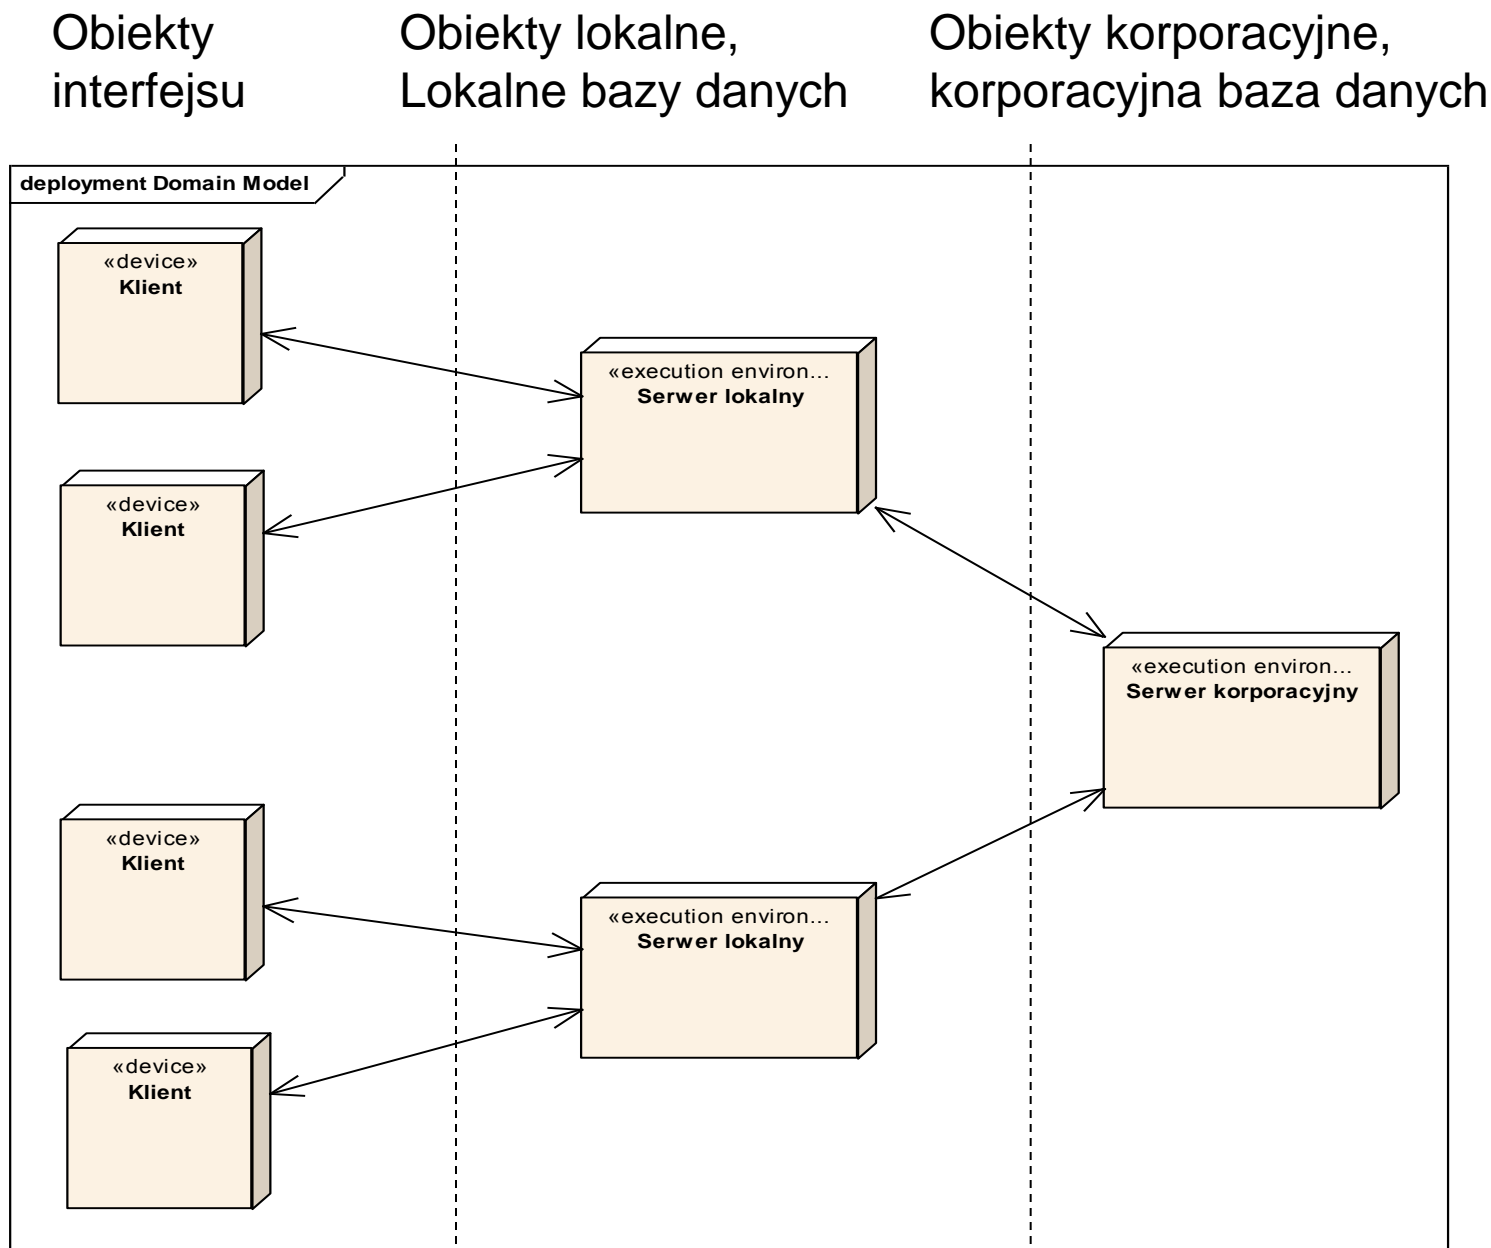 Obiekty
interfejsu
Obiekty lokalne,
Lokalne bazy danych
Obiekty korporacyjne,
korporacyjna baza danych
deployment Domain Model
«device»
Klient
«execution environ...
Serwer lokalny
«device»
Klient
«execution environ...
Serwer korporacyjny
«device»
Klient
«execution environ...
Serwer lokalny
«device»
Klient